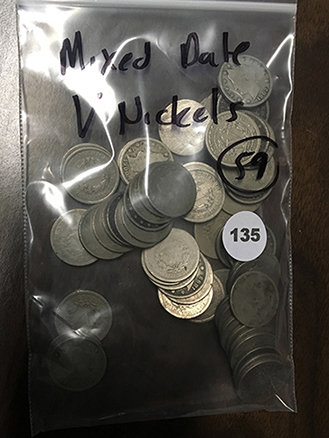 Mixed Date
V Nickels
59
135